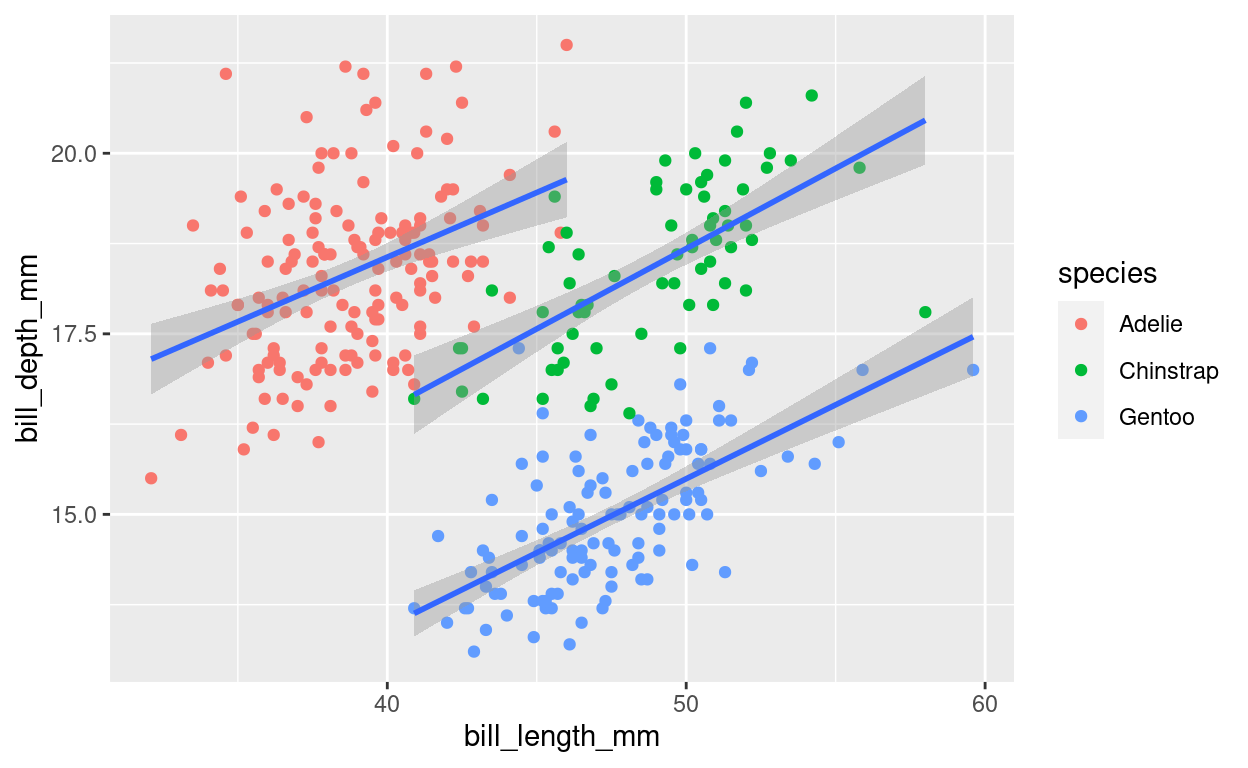 20.0
17.5
15.0
bill_depth_mm
40
50
60
bill_length_mm
species
Adelie
Chinstrap
Gentoo